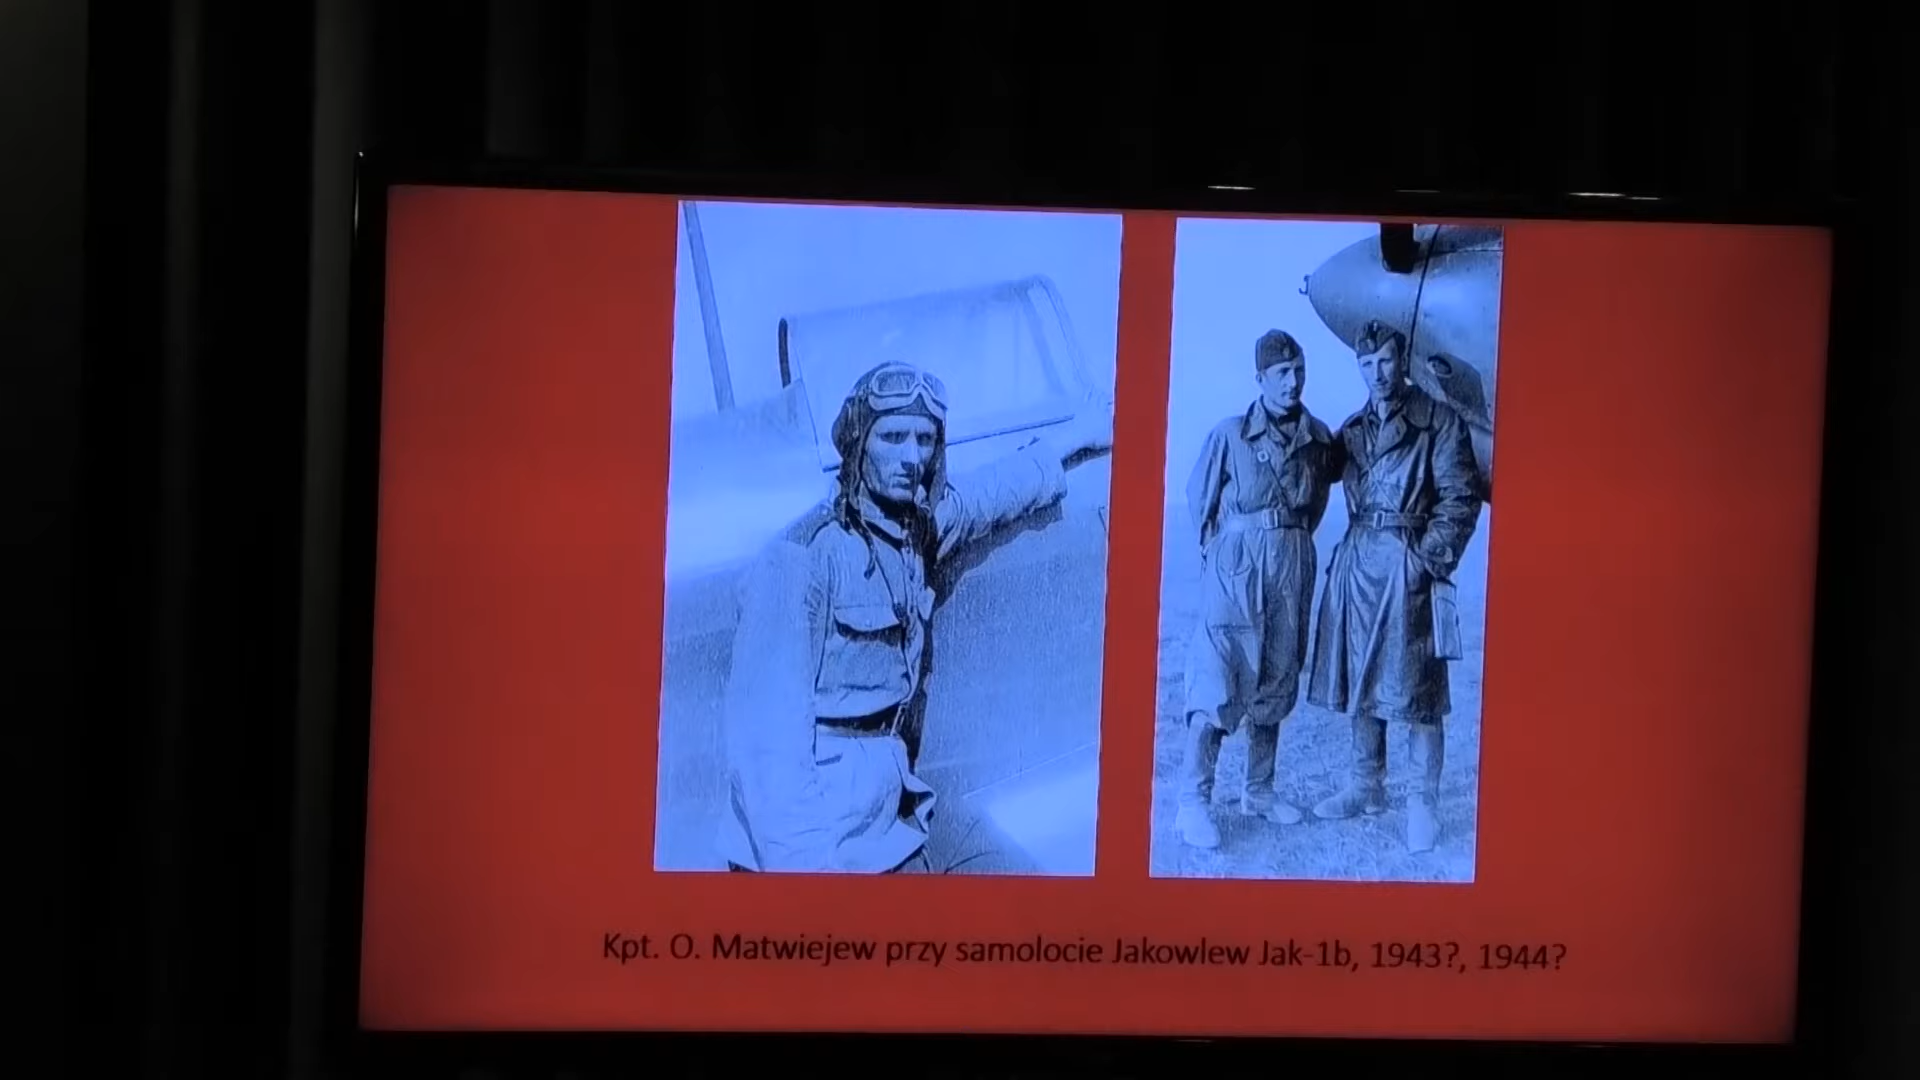 Kpt. O. Matwiejew przy samolocie Jakowlew Jak-1b, 1943?, 1944?